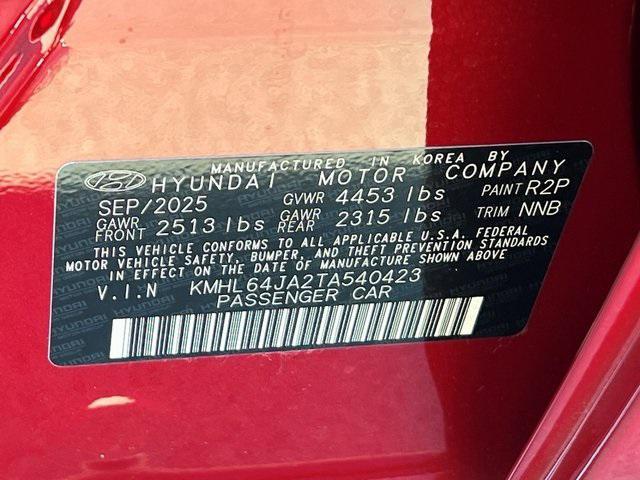 MANUFACTURED IN KOREA BY
HYUNDAI MOTOR COMPANY
SEP/2025 GVWR 4453 lbs PAINT R2P
GAWR FRONT 2513 lbs GAWR REAR 2315 lbs TRIM NNB
THIS VEHICLE CONFORMS TO ALL APPLICABLE U.S.A. FEDERAL
MOTOR VEHICLE SAFETY, BUMPER, AND THEFT PREVENTION STANDARDS
IN EFFECT ON THE DATE OF MANUFACTURE SHOWN ABOVE
V.I.N KMHL64JA2TA540423
PASSENGER CAR